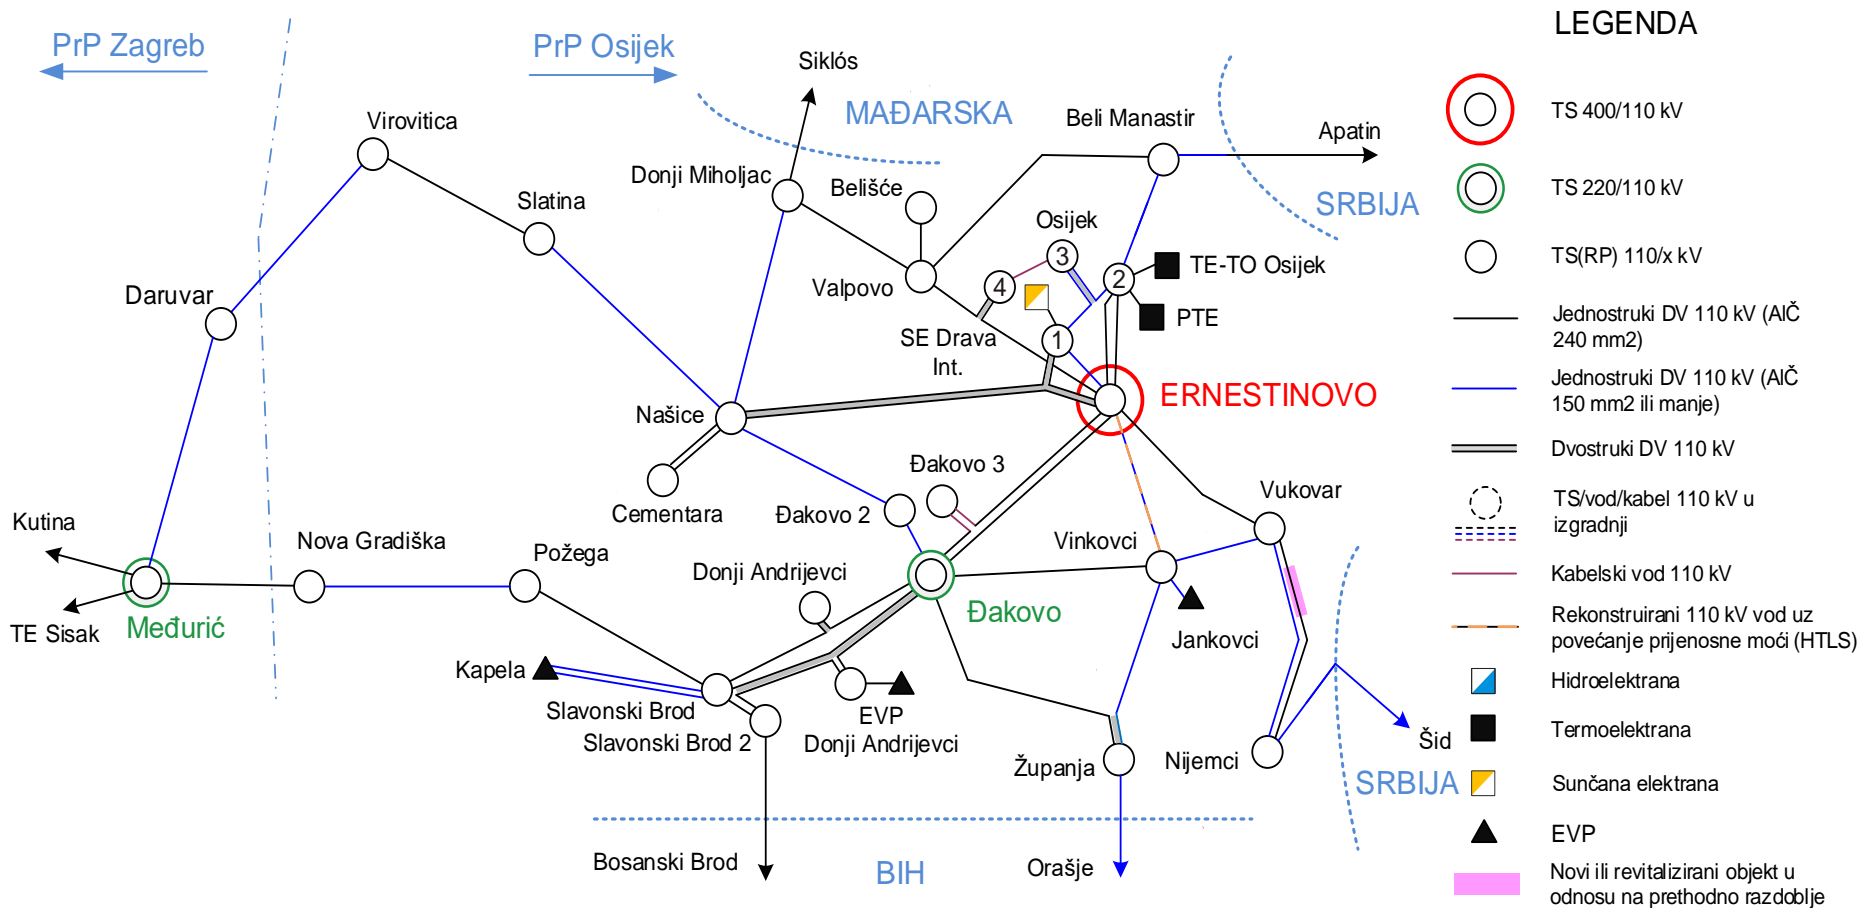 PrP Zagreb
PrP Osijek
LEGENDA
Siklós
MAĐARSKA
Virovitica
Beli Manastir
Apatin
Donji Miholjac
Belišće
SRBIJA
Slatina
Osijek
3
2
4
1
TE-TO Osijek
Valpovo
PTE
Daruvar
SE Drava
Int.
ERNESTINOVO
Našice
Đakovo 3
Vukovar
Cementara
Đakovo 2
Kutina
Nova Gradiška
Požega
Vinkovci
Donji Andrijevci
TE Sisak
Međurić
Đakovo
Jankovci
Kapela
Slavonski Brod
Slavonski Brod 2
EVP
Donji Andrijevci
Županja
Nijemci
Šid
SRBIJA
Bosanski Brod
BIH
Orašje
TS 400/110 kV
TS 220/110 kV
TS(RP) 110/x kV
Jednostruki DV 110 kV (AIČ
240 mm2)
Jednostruki DV 110 kV (AIČ
150 mm2 ili manje)
Dvostruki DV 110 kV
TS/vod/kabel 110 kV u
izgradnji
Kabelski vod 110 kV
Rekonstruirani 110 kV vod uz
povećanje prijenosne moći (HTLS)
Hidroelektrana
Termoelektrana
Sunčana elektrana
EVP
Novi ili revitalizirani objekt u
odnosu na prethodno razdoblje